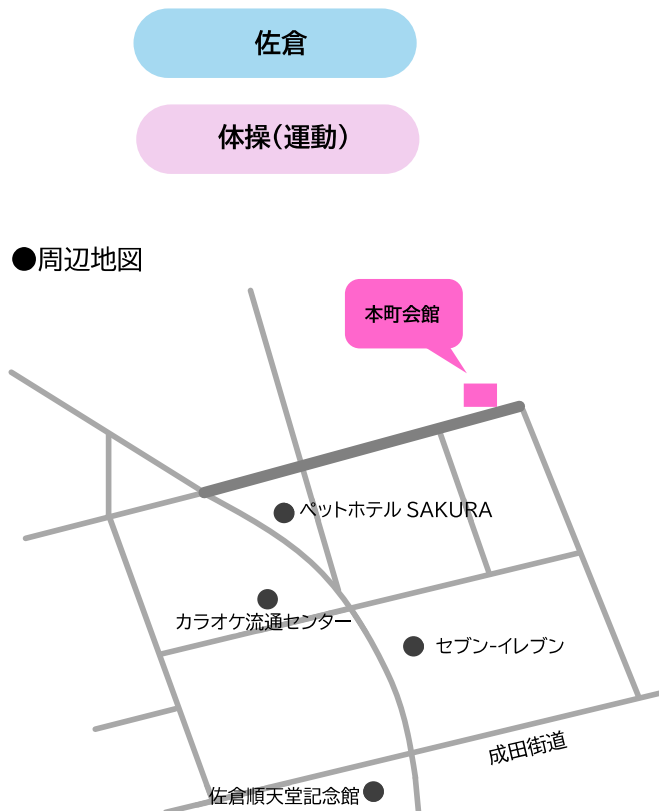 佐倉
体操(運動)
●周辺地図
本町会館
ペットホテル SAKURA
カラオケ流通センター
セブン-イレブン
成田街道
佐倉順天堂記念館